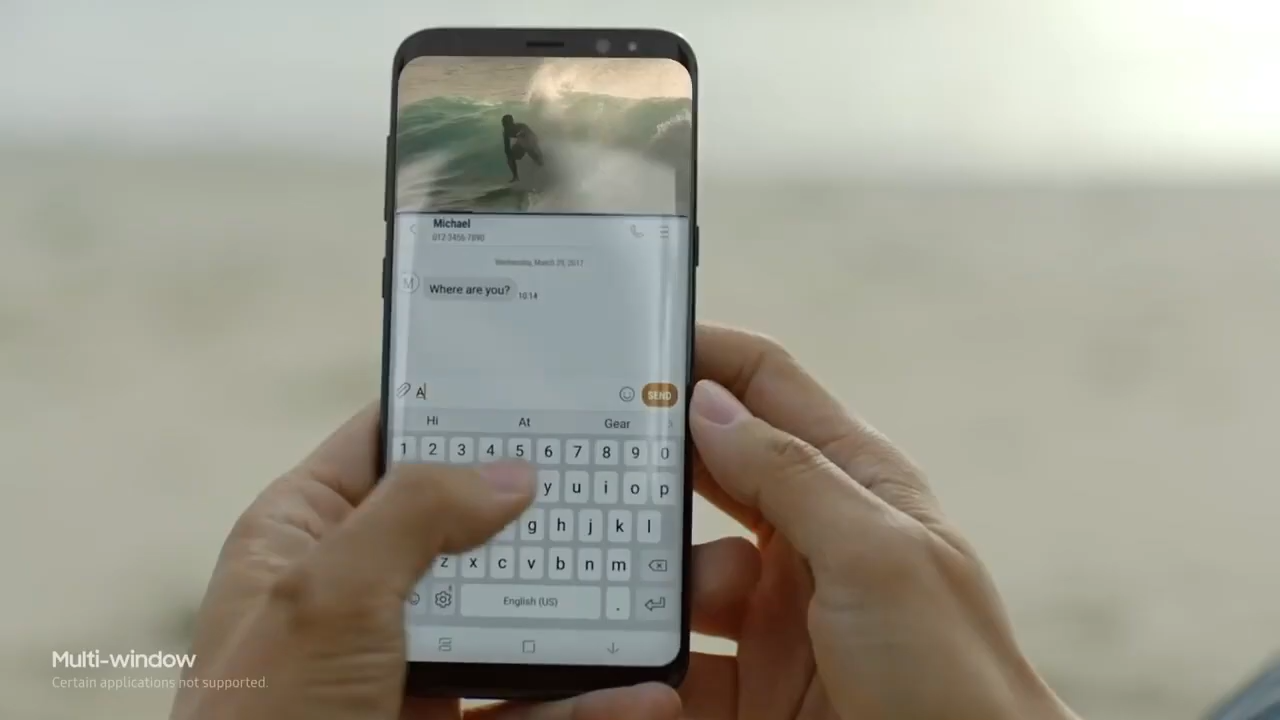 Michael
012-3456-7890
Wednesday, March 29, 2017
M
Where are you?
10:14
A
SEND
Hi At Gear
1 2 3 4 5 6 7 8 9 0
y u i o p
g h j k l
z x c v b n m
English (US) .
Multi-window
Certain applications not supported.